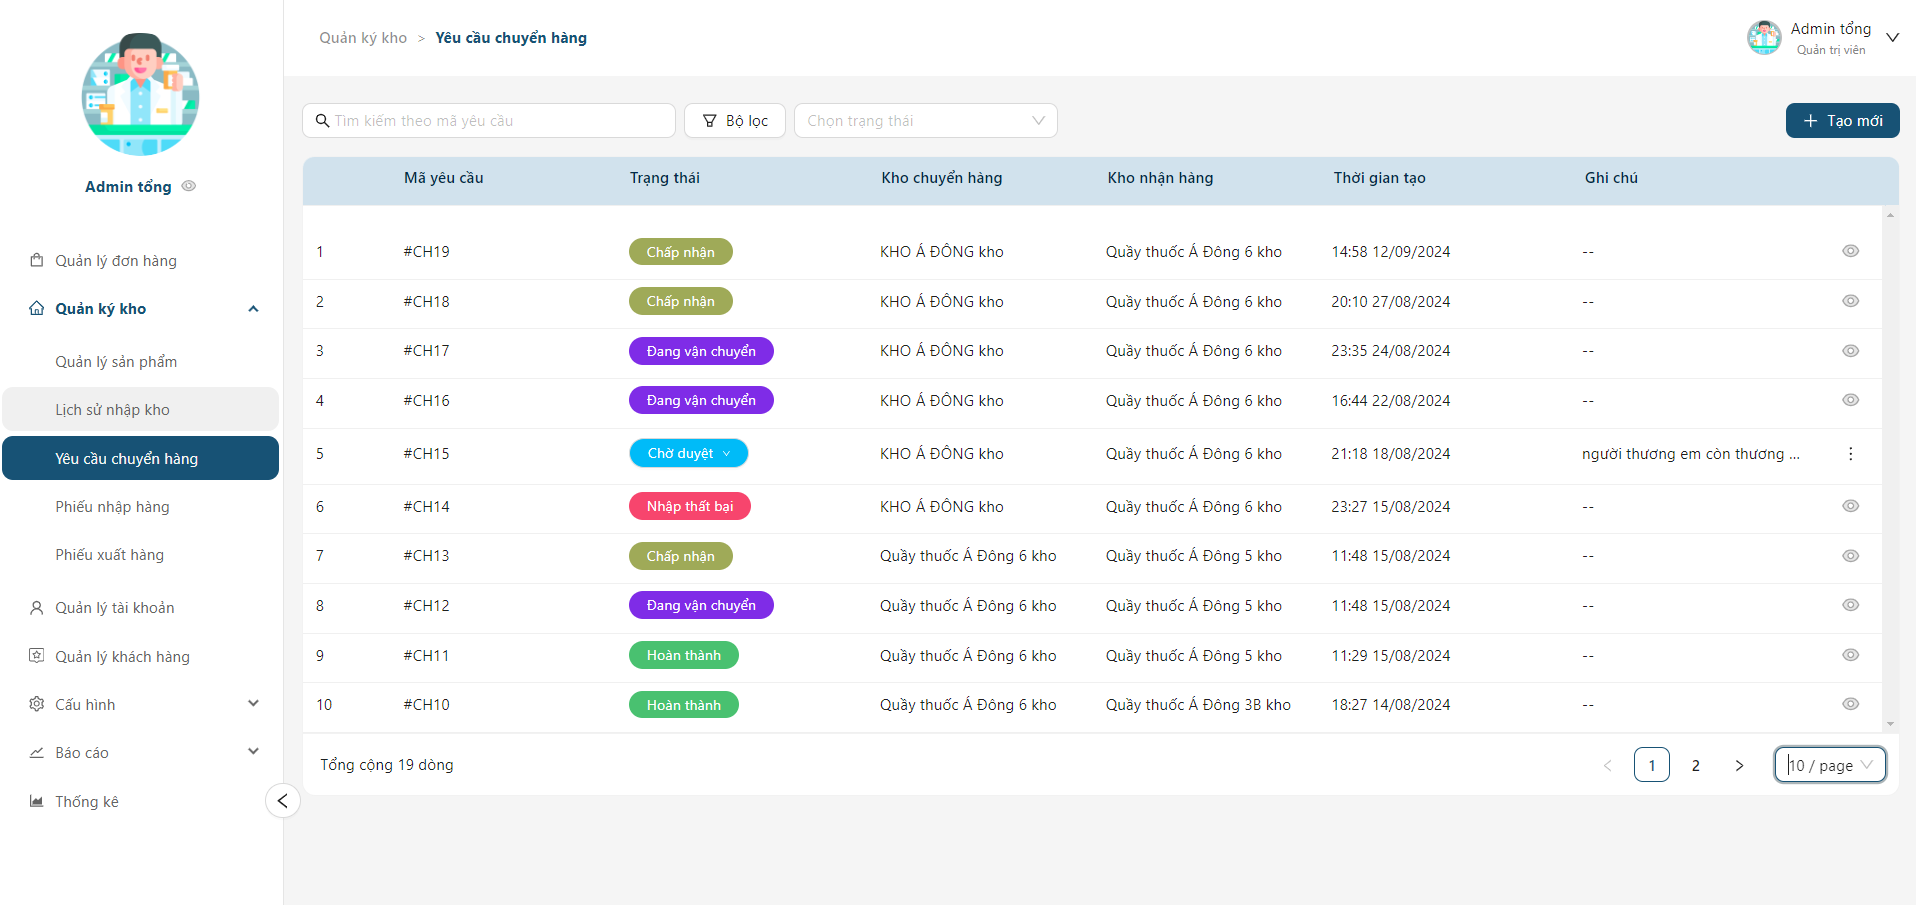 Admin tổng
Quản lý đơn hàng
Quản ký kho
Quản lý sản phẩm
Lịch sử nhập kho
Yêu cầu chuyển hàng
Phiếu nhập hàng
Phiếu xuất hàng
Quản lý tài khoản
Quản lý khách hàng
Cấu hình
Báo cáo
Thống kê
Quản ký kho > Yêu cầu chuyển hàng
Admin tổng
Quản trị viên
Tìm kiếm theo mã yêu cầu
Bộ lọc
Chọn trạng thái
Tạo mới
Mã yêu cầu Trạng thái Kho chuyển hàng Kho nhận hàng Thời gian tạo Ghi chú
1 #CH19 Chấp nhận KHO Á ĐÔNG kho Quầy thuốc Á Đông 6 kho 14:58 12/09/2024 --
2 #CH18 Chấp nhận KHO Á ĐÔNG kho Quầy thuốc Á Đông 6 kho 20:10 27/08/2024 --
3 #CH17 Đang vận chuyển KHO Á ĐÔNG kho Quầy thuốc Á Đông 6 kho 23:35 24/08/2024 --
4 #CH16 Đang vận chuyển KHO Á ĐÔNG kho Quầy thuốc Á Đông 6 kho 16:44 22/08/2024 --
5 #CH15 Chờ duyệt KHO Á ĐÔNG kho Quầy thuốc Á Đông 6 kho 21:18 18/08/2024 người thương em còn thương ...
6 #CH14 Nhập thất bại KHO Á ĐÔNG kho Quầy thuốc Á Đông 6 kho 23:27 15/08/2024 --
7 #CH13 Chấp nhận Quầy thuốc Á Đông 6 kho Quầy thuốc Á Đông 5 kho 11:48 15/08/2024 --
8 #CH12 Đang vận chuyển Quầy thuốc Á Đông 6 kho Quầy thuốc Á Đông 5 kho 11:48 15/08/2024 --
9 #CH11 Hoàn thành Quầy thuốc Á Đông 6 kho Quầy thuốc Á Đông 5 kho 11:29 15/08/2024 --
10 #CH10 Hoàn thành Quầy thuốc Á Đông 6 kho Quầy thuốc Á Đông 3B kho 18:27 14/08/2024 --
Tổng cộng 19 dòng
1 2 10 / page